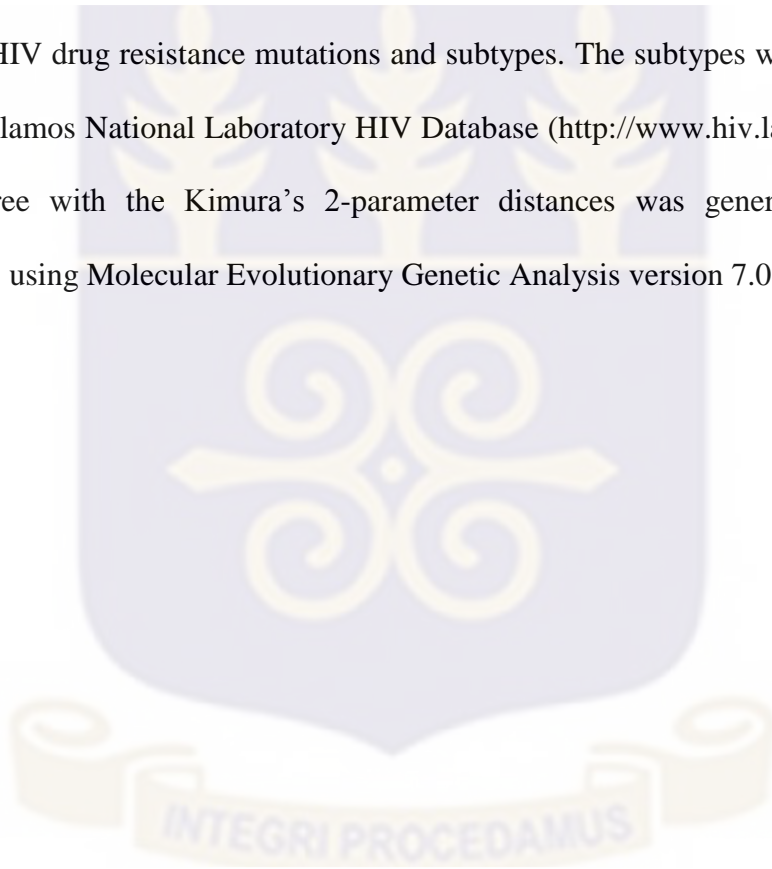 HIV drug resistance mutations and subtypes. The subtypes w
lamos National Laboratory HIV Database (http://www.hiv.la
ree with the Kimura's 2-parameter distances was gener
using Molecular Evolutionary Genetic Analysis version 7.0
INTEGRI PROCEDAMUS